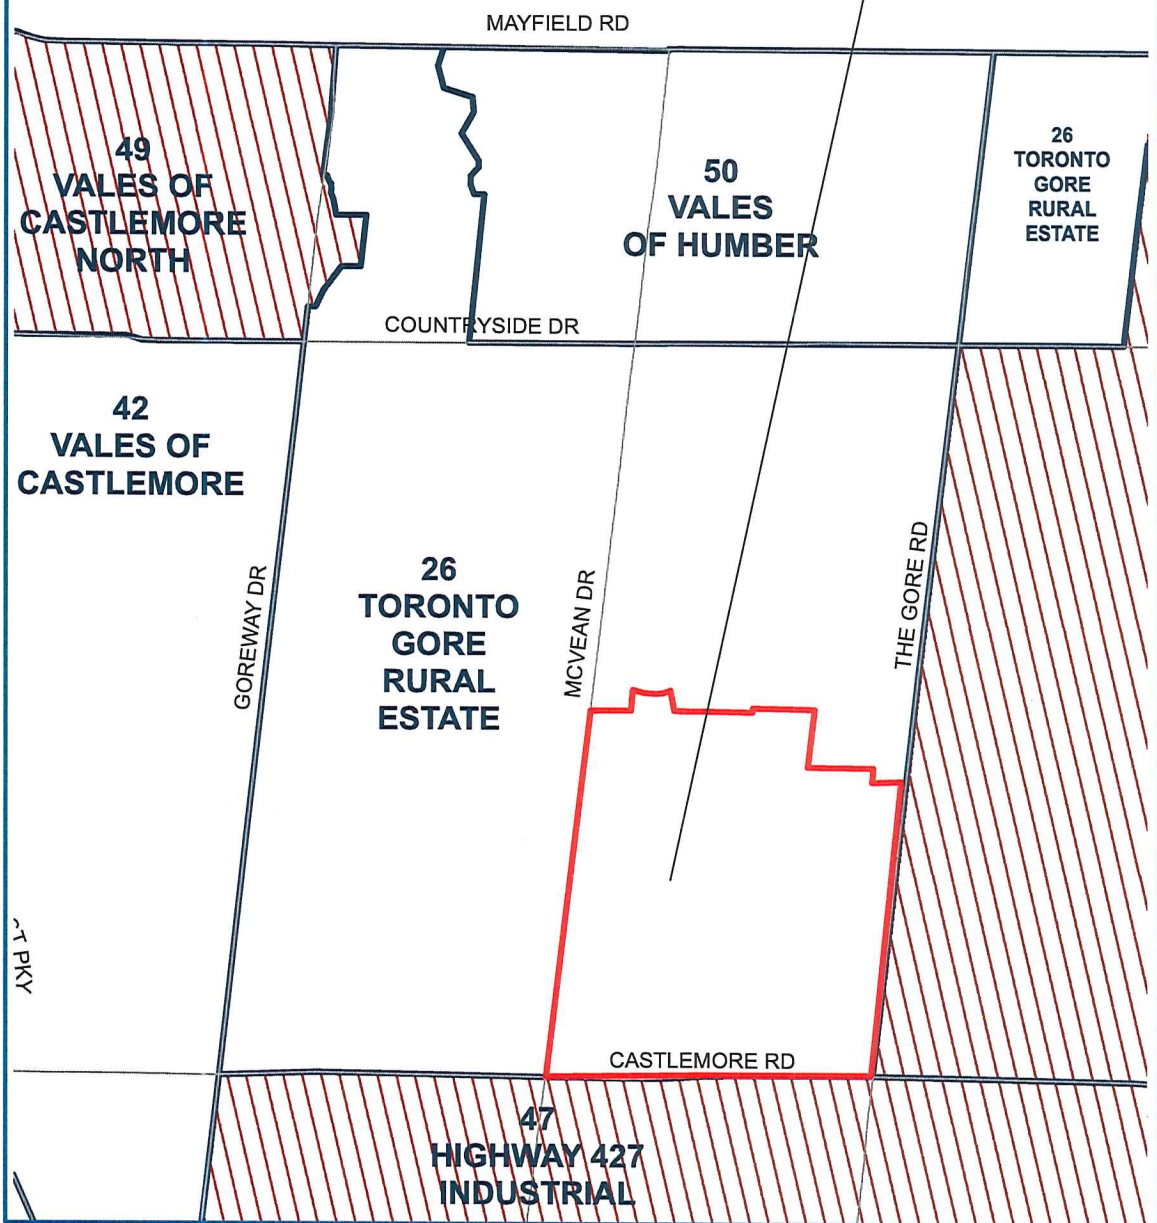 MAYFIELD RD
49
VALES OF
CASTLEMORE
NORTH
50
VALES
OF HUMBER
26
TORONTO
GORE
RURAL
ESTATE
COUNTRYSIDE DR
42
VALES OF
CASTLEMORE
26
TORONTO
GORE
RURAL
ESTATE
GOREWAY DR
MCVEAN DR
THE GORE RD
PKY
CASTLEMORE RD
47
HIGHWAY 427
INDUSTRIAL